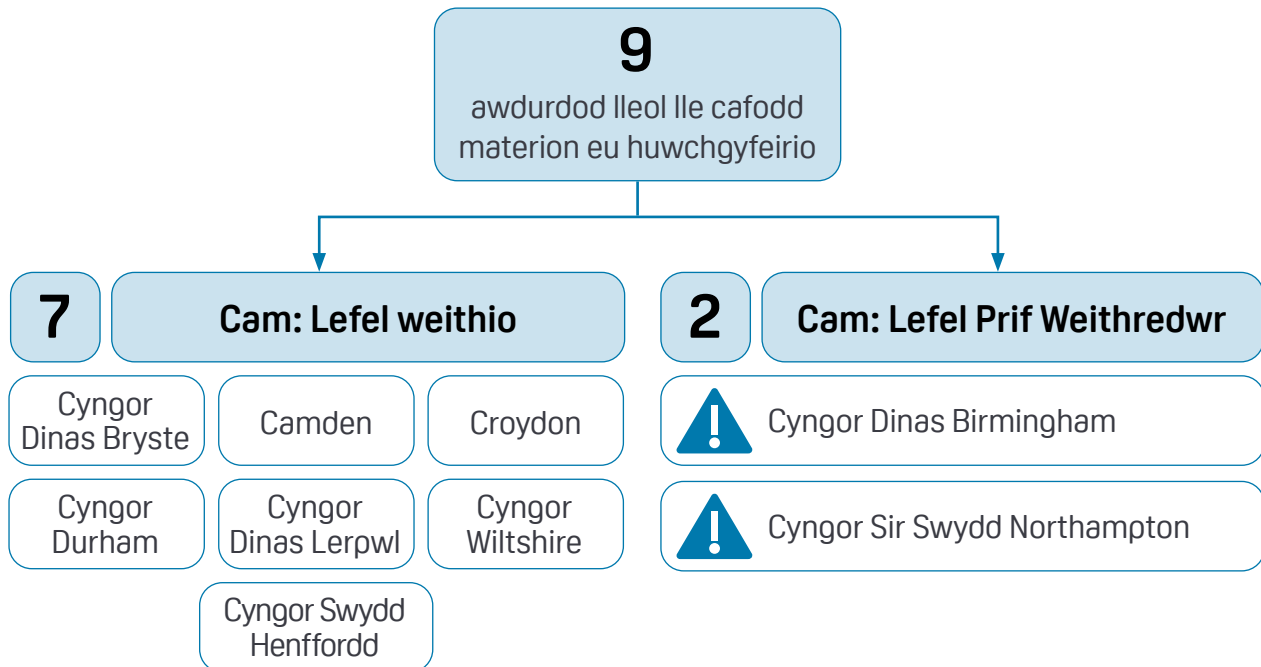 9
awdurdod lleol lle cafodd
materion eu huwchgyfeirio
7
Cam: Lefel weithio
Cyngor
Dinas Bryste
Camden
Croydon
Cyngor
Durham
Cyngor
Dinas Lerpwl
Cyngor
Wiltshire
Cyngor Swydd
Henffordd
2
Cam: Lefel Prif Weithredwr
Cyngor Dinas Birmingham
Cyngor Sir Swydd Northampton